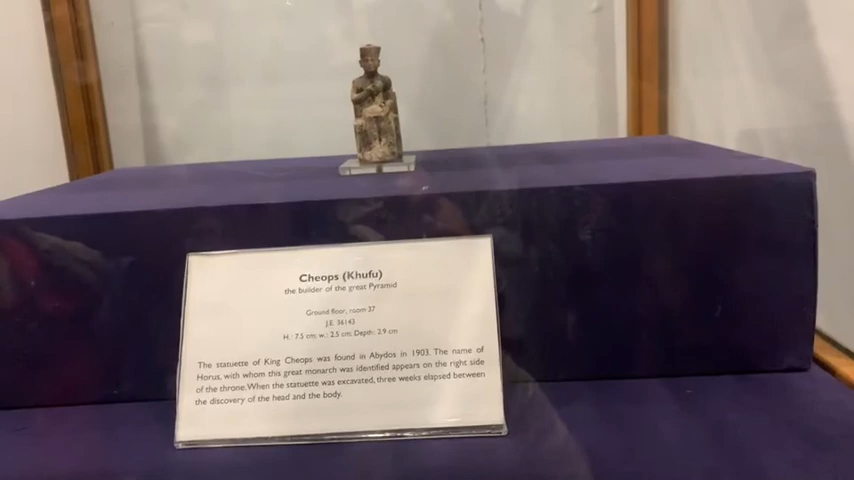 Cheops (Khufu)
the builder of the great Pyramid
Ground floor, room 37
J.E. 36143
H.: 7.5 cm; w.: 2.5 cm; Depth: 2.9 cm
The statuette of King Cheops was found in Abydos in 1903. The name of
Horus, with whom this great monarch was identified appears on the right side
of the throne. When the statuette was excavated, three weeks elapsed between
the discovery of the head and the body.